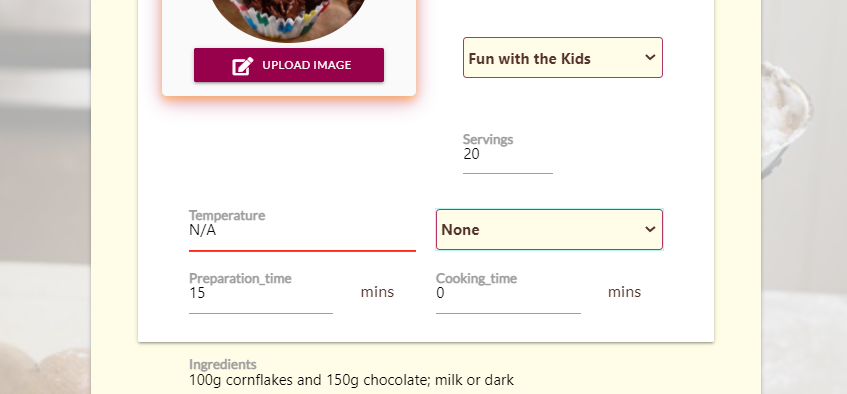 UPLOAD IMAGE
Fun with the Kids
Servings
20
Temperature
N/A
None
Preparation_time
15 mins
Cooking_time
0 mins
Ingredients
100g cornflakes and 150g chocolate; milk or dark